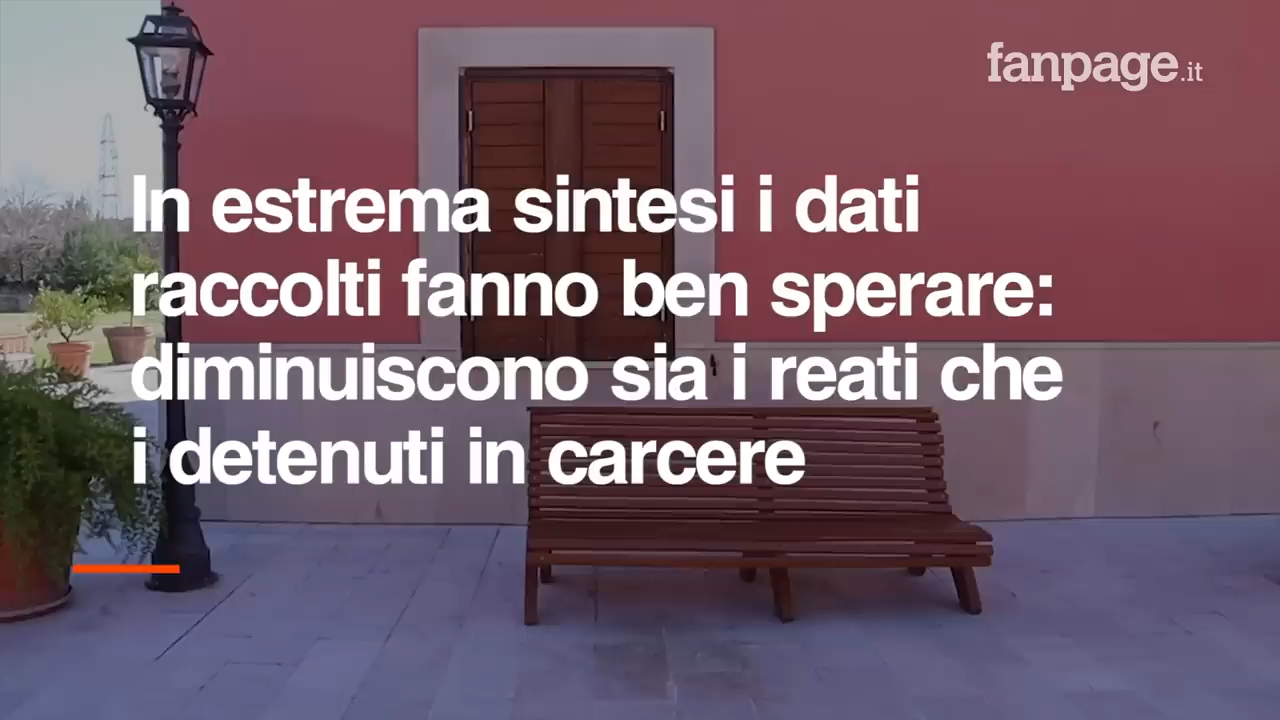 fanpage.it
In estrema sintesi i dati
raccolti fanno ben sperare:
diminuiscono sia i reati che
i detenuti in carcere